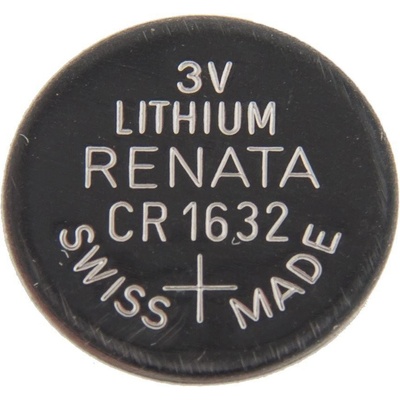 3V
LITHIUM
RENATA
CR 1632
SWISS + MADE